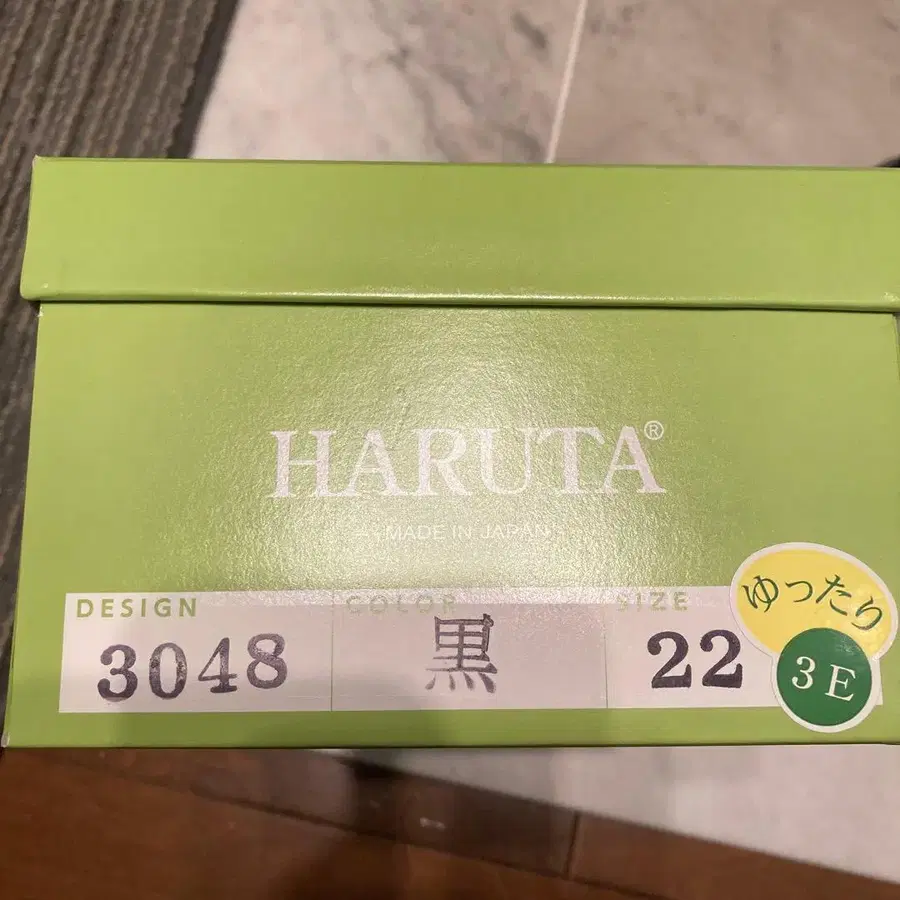 HARUTA®
MADE IN JAPAN
DESIGN COLOR SIZE
3048 黒 22
ゆったり
3E